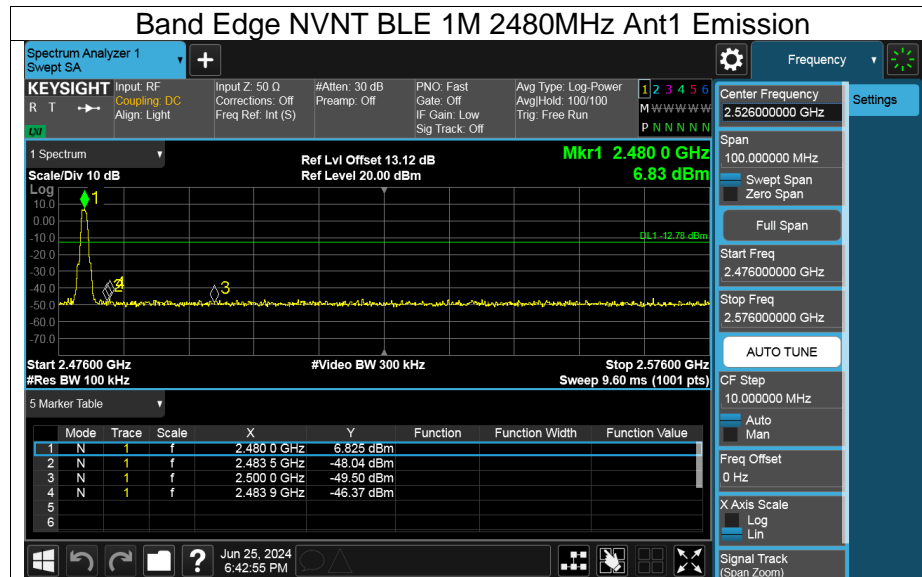 Band Edge NVNT BLE 1M 2480MHz Ant1 Emission
Spectrum Analyzer 1
Swept SA
+
Frequency
KEYSIGHT
R T
LXI
Input: RF
Coupling: DC
Align: Light
Input Z: 50 Ω
Corrections: Off
Freq Ref: Int (S)
#Atten: 30 dB
Preamp: Off
PNO: Fast
Gate: Off
IF Gain: Low
Sig Track: Off
Avg Type: Log-Power
Avg|Hold: 100/100
Trig: Free Run
1 2 3 4 5 6
M W W W W W
P N N N N N
1 Spectrum
Scale/Div 10 dB
Ref Lvl Offset 13.12 dB
Ref Level 20.00 dBm
Mkr1 2.480 0 GHz
6.83 dBm
Log
10.0
0.00
-10.0
-20.0
-30.0
-40.0
-50.0
-60.0
-70.0
1
4
3
DL1 -12.78 dBm
Start 2.47600 GHz
#Res BW 100 kHz
#Video BW 300 kHz
Stop 2.57600 GHz
Sweep 9.60 ms (1001 pts)
5 Marker Table
Mode Trace Scale X Y Function Function Width Function Value
1 N 1 f 2.480 0 GHz 6.825 dBm
2 N 1 f 2.483 5 GHz -48.04 dBm
3 N 1 f 2.500 0 GHz -49.50 dBm
4 N 1 f 2.483 9 GHz -46.37 dBm
5
6
?
Jun 25, 2024
6:42:55 PM
Center Frequency
2.526000000 GHz
Span
100.000000 MHz
Swept Span
Zero Span
Full Span
Start Freq
2.476000000 GHz
Stop Freq
2.576000000 GHz
AUTO TUNE
CF Step
10.000000 MHz
Auto
Man
Freq Offset
0 Hz
X Axis Scale
Log
Lin
Signal Track
(Span Zoom)
Settings